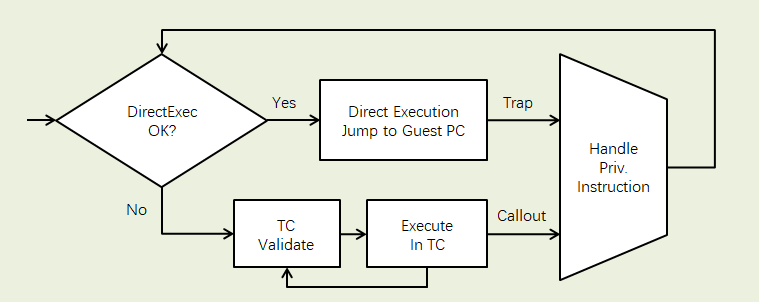 DirectExec
OK?
Yes
Direct Execution
Jump to Guest PC
Trap
Handle
Priv.
Instruction
No
TC
Validate
Execute
In TC
Callout